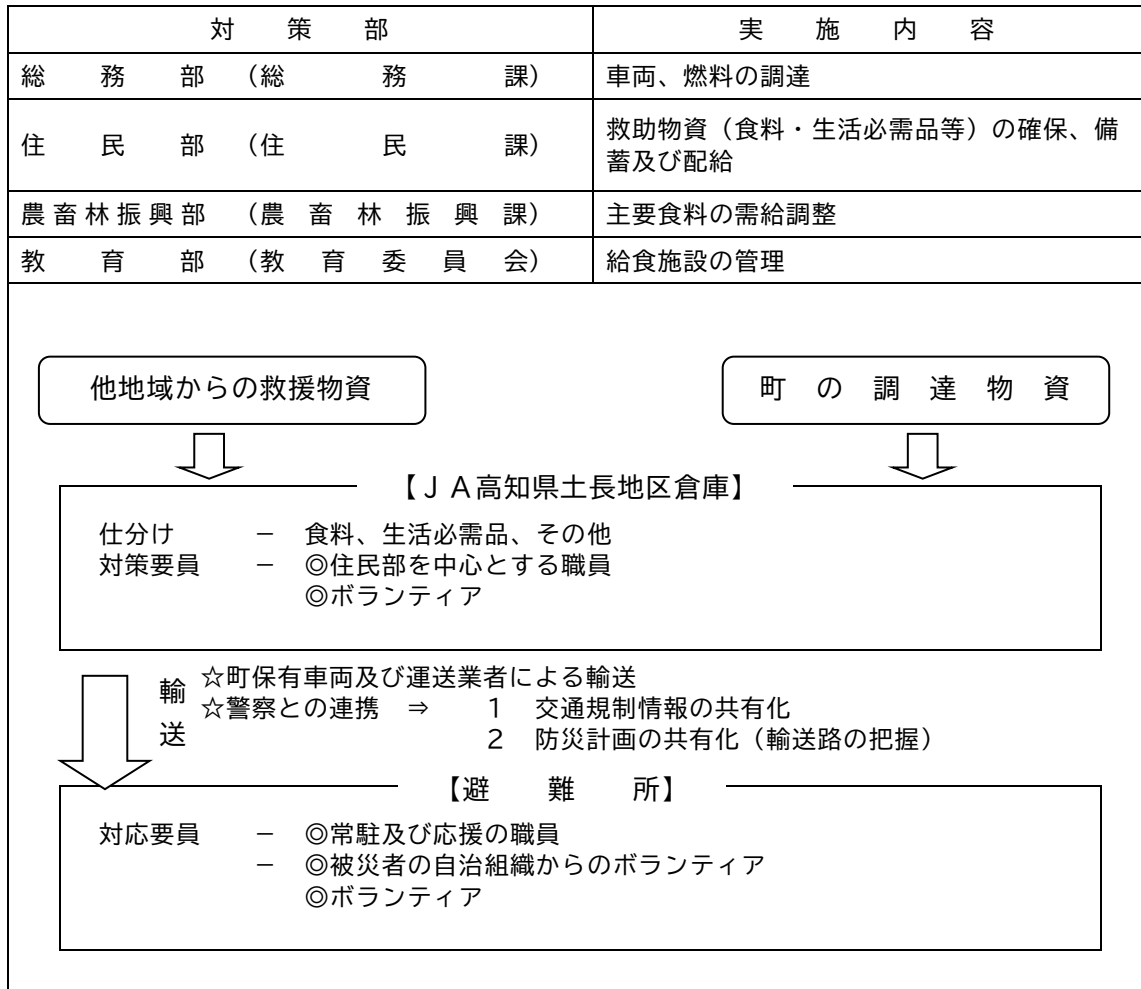 対策部 実施内容
総務部 (総務課) 車両、燃料の調達
住民部 (住民課) 救助物資（食料・生活必需品等）の確保、備
蓄及び配給
農畜林振興部 (農畜林振興課) 主要食料の需給調整
教育部 (教育委員会) 給食施設の管理
他地域からの救援物資 町の調達物資
【ＪＡ高知県土長地区倉庫】
仕分け － 食料、生活必需品、その他
対策要員 － ◎住民部を中心とする職員
◎ボランティア
輸送
☆町保有車両及び運送業者による輸送
☆警察との連携 ⇒ １ 交通規制情報の共有化
２ 防災計画の共有化（輸送路の把握）
【避難所】
対応要員 － ◎常駐及び応援の職員
－ ◎被災者の自治組織からのボランティア
◎ボランティア